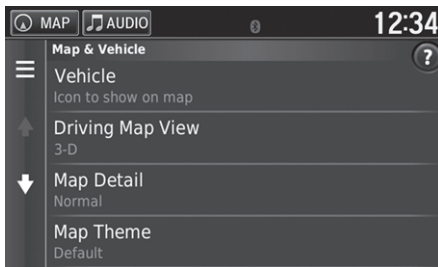 MAP AUDIO 12:34
Map & Vehicle
?
Vehicle
Icon to show on map
Driving Map View
3-D
Map Detail
Normal
Map Theme
Default